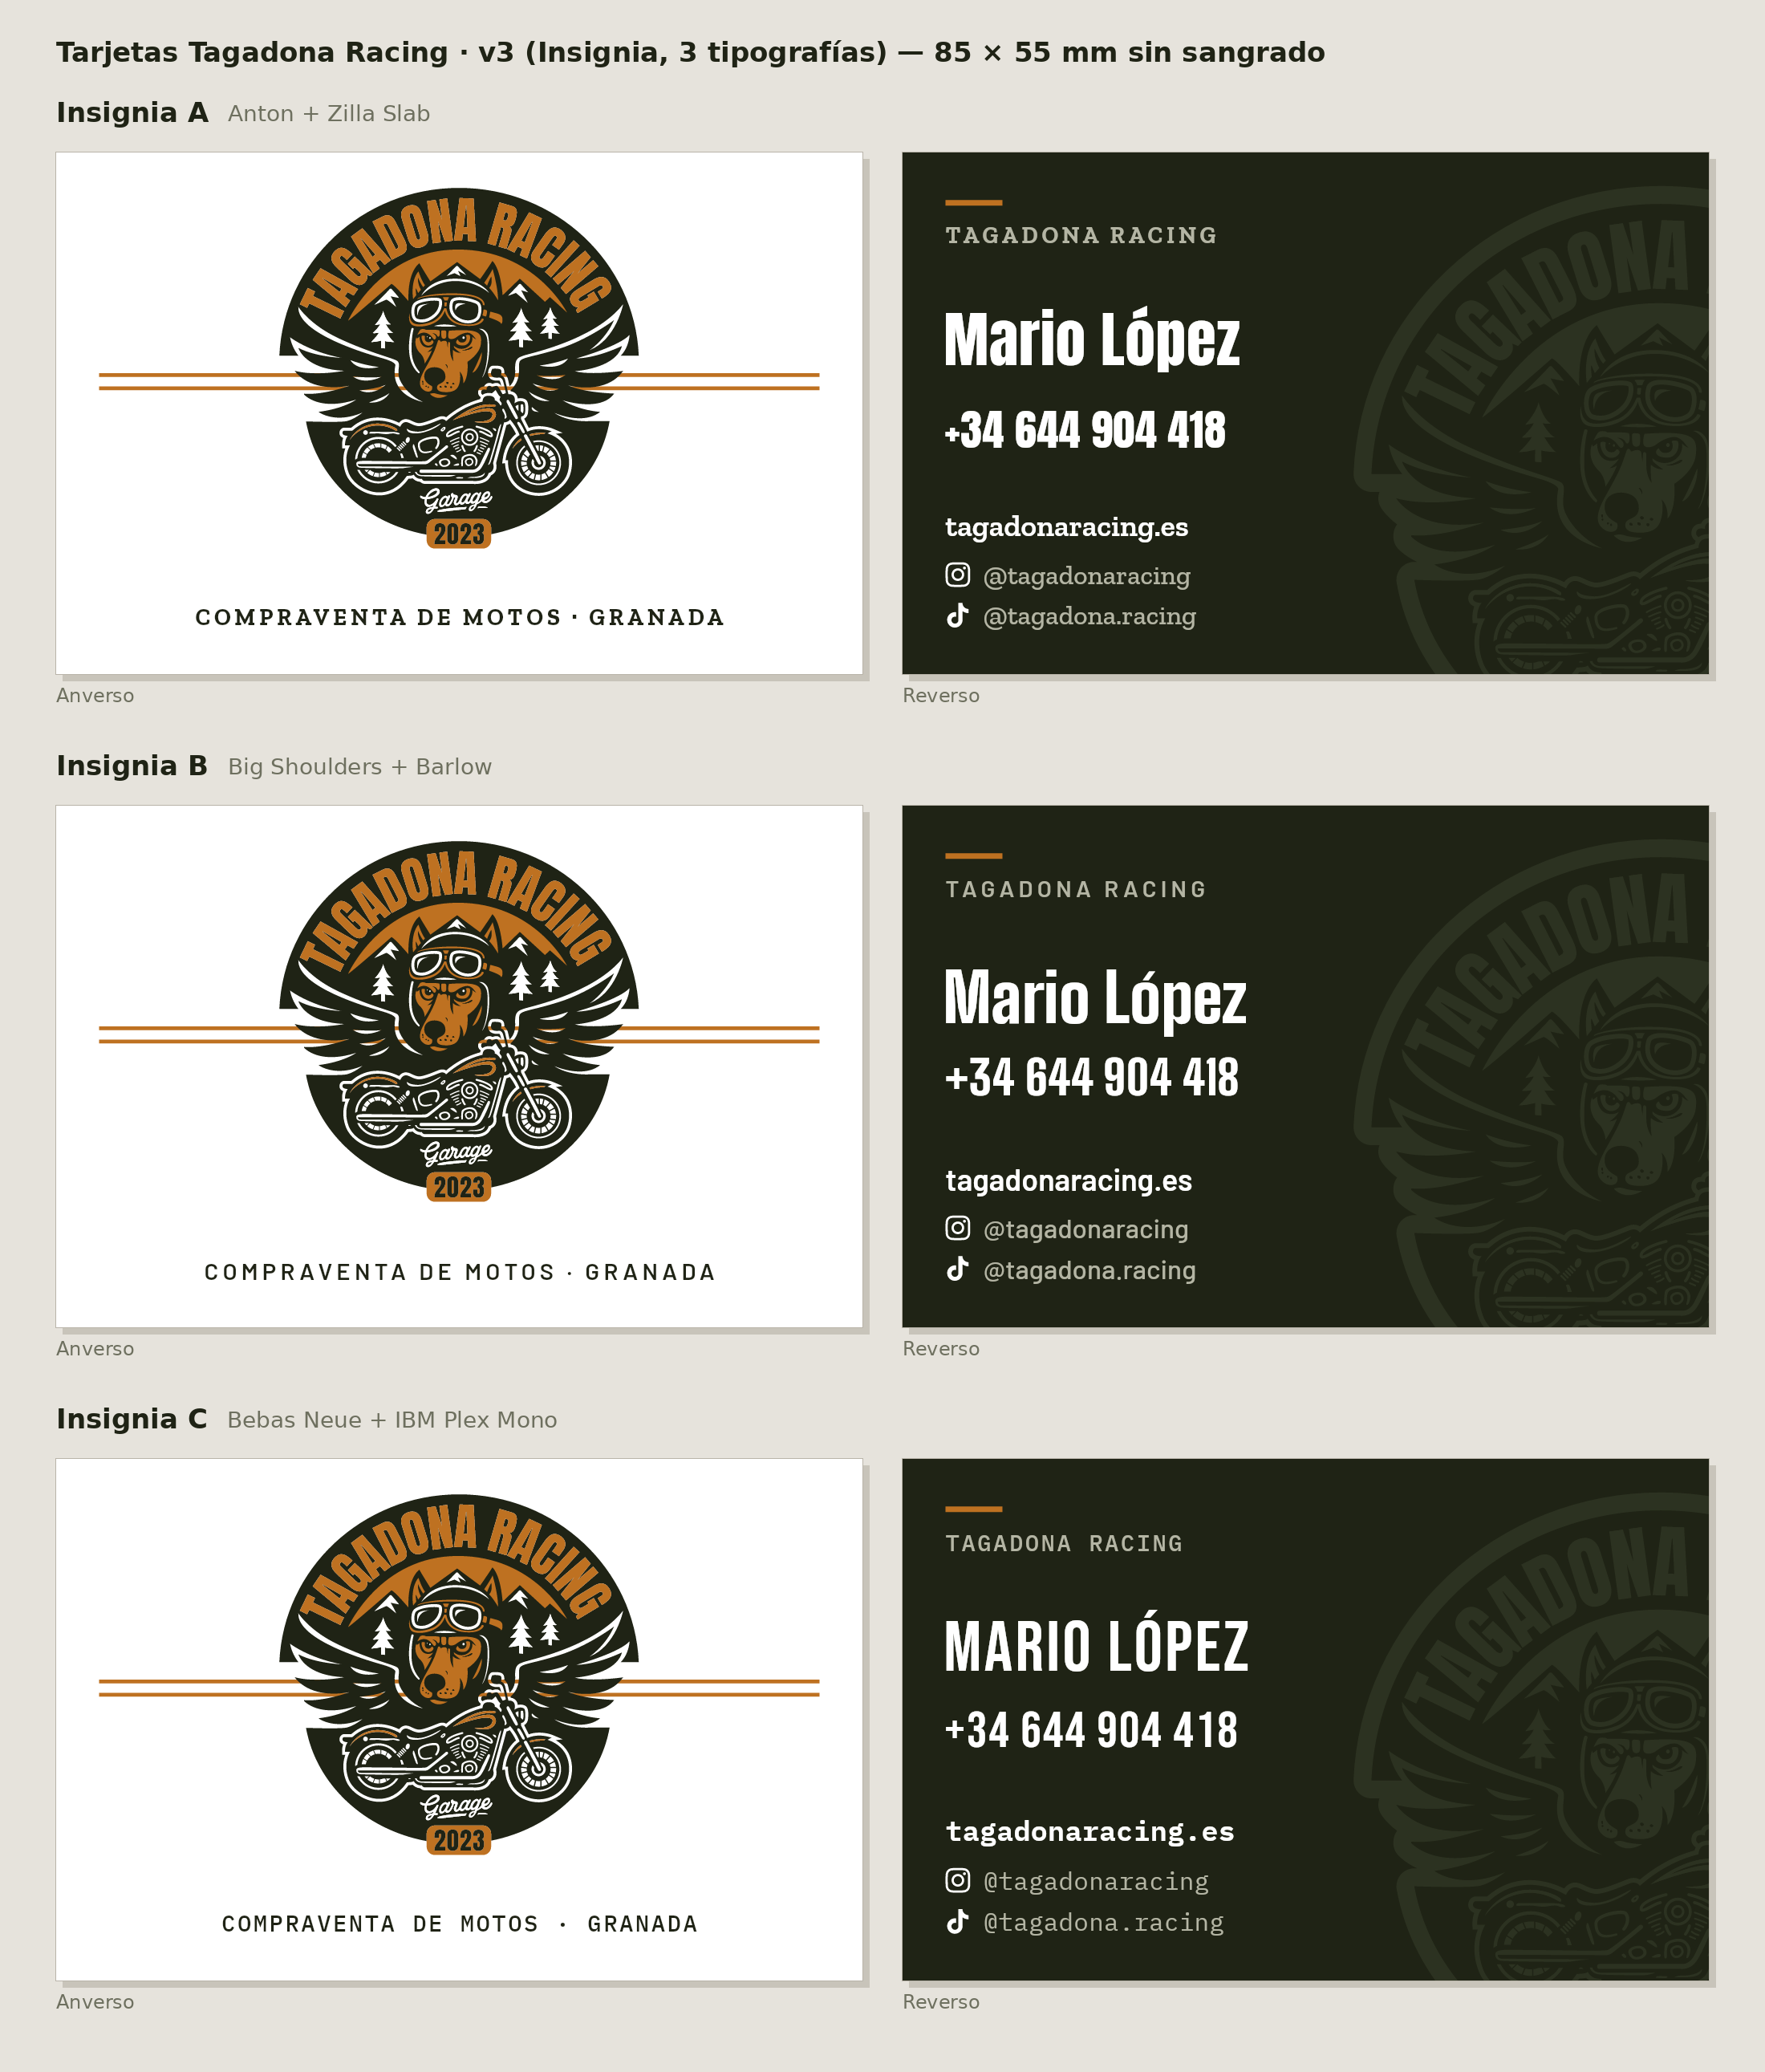 Tarjetas Tagadona Racing · v3 (Insignia, 3 tipografías) — 85 × 55 mm sin sangrado
Insignia A Anton + Zilla Slab
TAGADONA RACING
Garage
2023
COMPRAVENTA DE MOTOS · GRANADA
Anverso
TAGADONA RACING
Mario López
+34 644 904 418
tagadonaracing.es
@tagadonaracing
@tagadona.racing
TAGADONA
Reverso
Insignia B Big Shoulders + Barlow
TAGADONA RACING
Garage
2023
COMPRAVENTA DE MOTOS · GRANADA
Anverso
TAGADONA RACING
Mario López
+34 644 904 418
tagadonaracing.es
@tagadonaracing
@tagadona.racing
TAGADONA
Reverso
Insignia C Bebas Neue + IBM Plex Mono
TAGADONA RACING
Garage
2023
COMPRAVENTA DE MOTOS · GRANADA
Anverso
TAGADONA RACING
MARIO LÓPEZ
+34 644 904 418
tagadonaracing.es
@tagadonaracing
@tagadona.racing
TAGADONA
Reverso